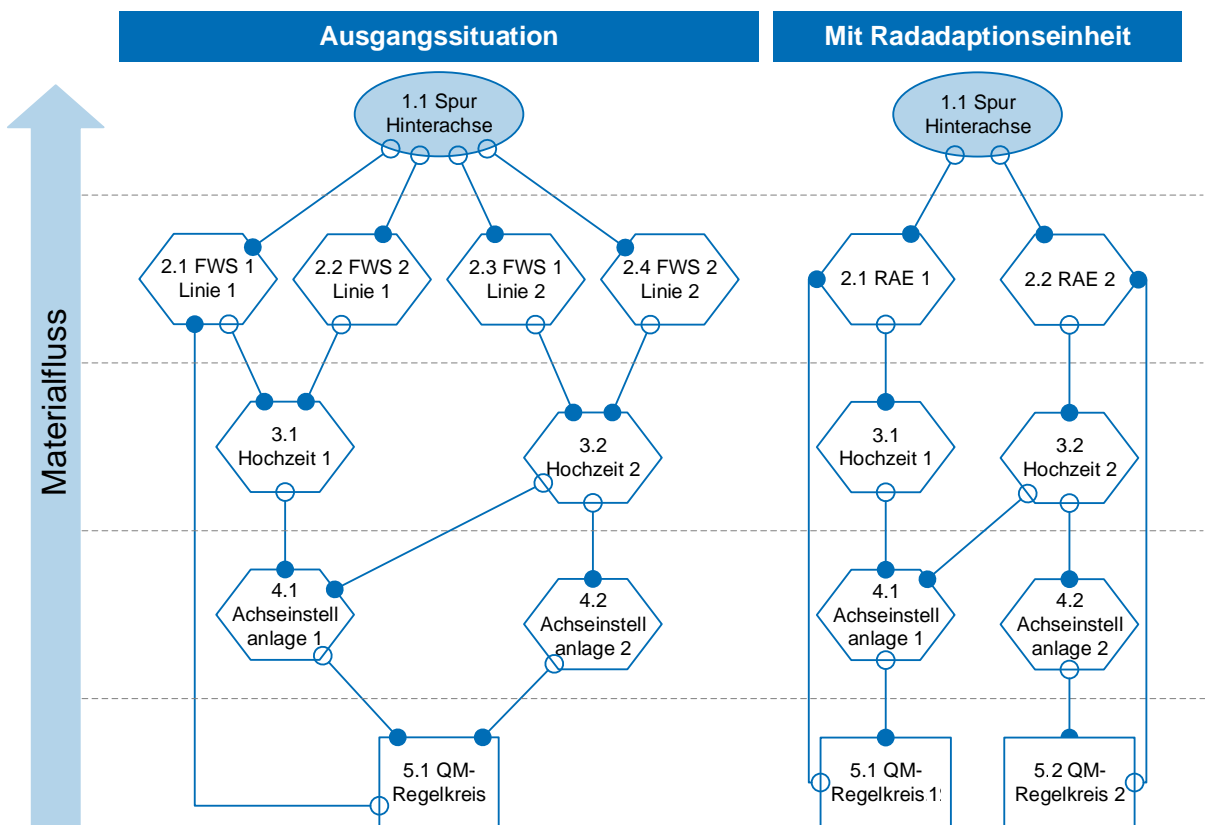 Ausgangssituation
Mit Radadaptionseinheit
Materialfluss
1.1 Spur
Hinterachse
2.1 FWS 1
Linie 1
2.2 FWS 2
Linie 1
2.3 FWS 1
Linie 2
2.4 FWS 2
Linie 2
3.1
Hochzeit 1
3.2
Hochzeit 2
4.1
Achseinstell
anlage 1
4.2
Achseinstell
anlage 2
5.1 QM-
Regelkreis
1.1 Spur
Hinterachse
2.1 RAE 1
2.2 RAE 2
3.1
Hochzeit 1
3.2
Hochzeit 2
4.1
Achseinstell
anlage 1
4.2
Achseinstell
anlage 2
5.1 QM-
Regelkreis 1
5.2 QM-
Regelkreis 2